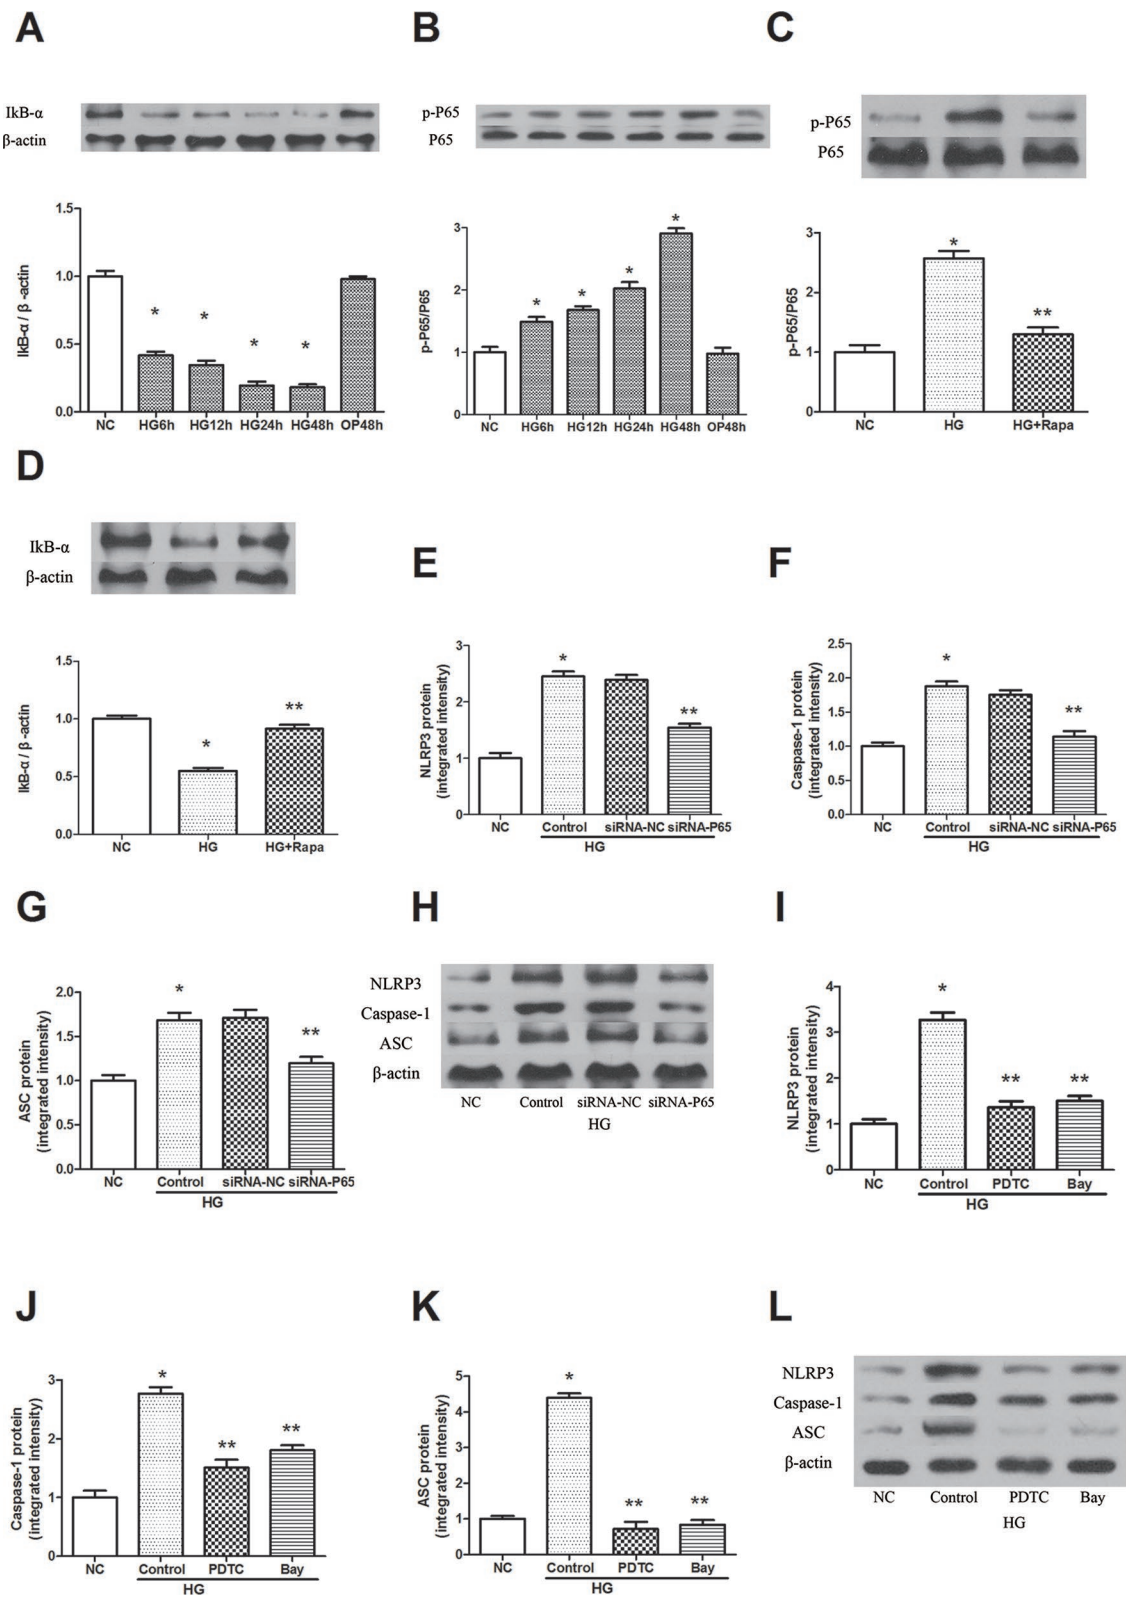 A
B
C
IkB-α
β-actin
p-P65
P65
p-P65
P65
1.5
1.0
0.5
0.0
IkB-α / β -actin
* * * *
NC HG6h HG12h HG24h HG48h OP48h
3
2
1
0
p-P65/P65
* * * *
NC HG6h HG12h HG24h HG48h OP48h
3
2
1
0
p-P65/P65
* **
NC HG HG+Rapa
D
IkB-α
β-actin
1.5
1.0
0.5
0.0
IkB-α / β -actin
* **
NC HG HG+Rapa
E
3
2
1
0
NLRP3 protein
(integrated intensity)
* **
NC Control siRNA-NC siRNA-P65
HG
F
2.5
2.0
1.5
1.0
0.5
0.0
Caspase-1 protein
(integrated intensity)
* **
NC Control siRNA-NC siRNA-P65
HG
G
2.0
1.5
1.0
0.5
0.0
ASC protein
(integrated intensity)
* **
NC Control siRNA-NC siRNA-P65
HG
H
NLRP3
Caspase-1
ASC
β-actin
NC Control siRNA-NC siRNA-P65
HG
I
4
3
2
1
0
NLRP3 protein
(integrated intensity)
* ** **
NC Control PDTC Bay
HG
J
3
2
1
0
Caspase-1 protein
(integrated intensity)
* ** **
NC Control PDTC Bay
HG
K
5
4
3
2
1
0
ASC protein
(integrated intensity)
* ** **
NC Control PDTC Bay
HG
L
NLRP3
Caspase-1
ASC
β-actin
NC Control PDTC Bay
HG